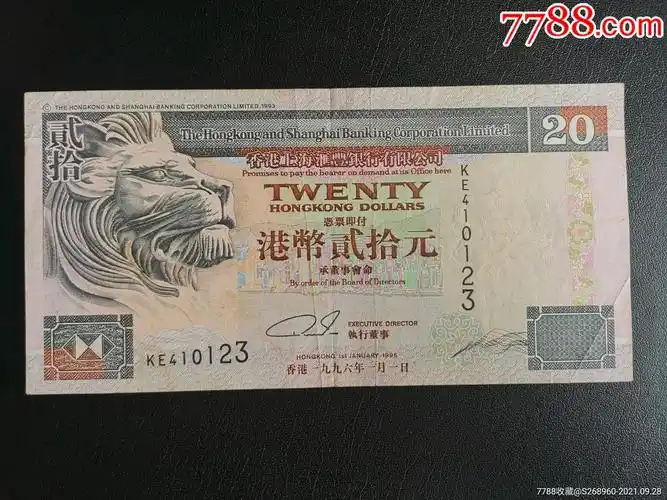 7788.com
© THE HONGKONG AND SHANGHAI BANKING CORPORATION LIMITED, 1993
貳拾
The Hongkong and Shanghai Banking Corporation Limited
20
香港上海滙豐銀行有限公司
Promises to pay the bearer on demand at its Office here
TWENTY
HONGKONG DOLLARS
憑票即付
港幣貳拾元
承董事會命
By order of the Board of Directors
KE410123
EXECUTIVE DIRECTOR
執行董事
KE410123
HONGKONG 1ST JANUARY 1996
香港一九九六年一月一日
7788收藏@S268960-2021.09.28